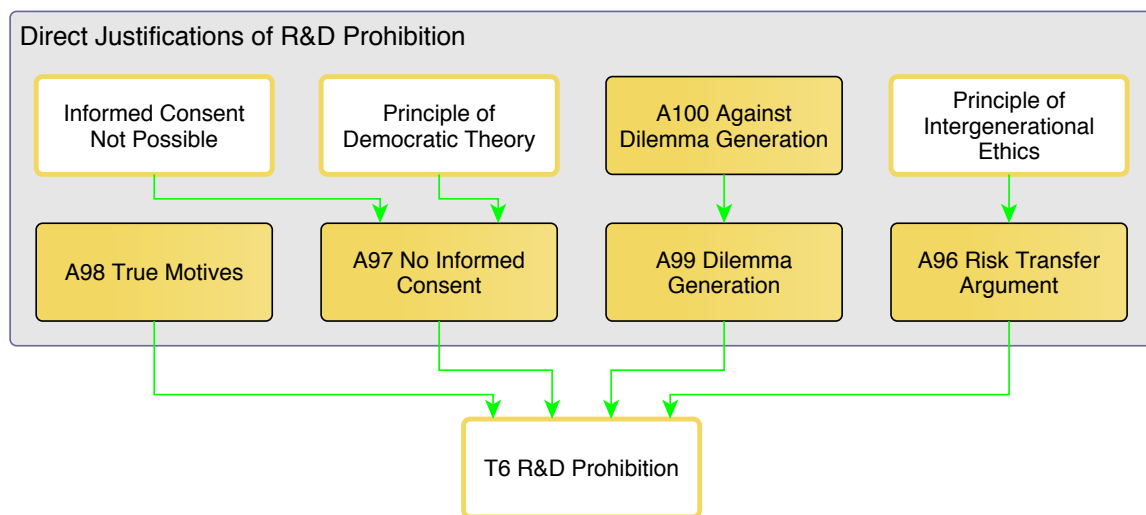 Direct Justifications of R&D Prohibition
Informed Consent
Not Possible
Principle of
Democratic Theory
A100 Against
Dilemma Generation
Principle of
Intergenerational
Ethics
A98 True Motives
A97 No Informed
Consent
A99 Dilemma
Generation
A96 Risk Transfer
Argument
T6 R&D Prohibition